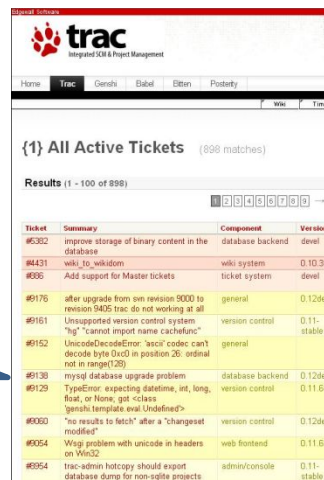 Edgewall Software
trac
Integrated SCM & Project Management
Home Trac Genshi Babel Bitten Posterity
Wiki Tim
{1} All Active Tickets (898 matches)
Results (1 - 100 of 898)
1 2 3 4 5 6 7 8 9 →
Ticket Summary Component Version
#5382 improve storage of binary content in the database backend devel
database
#4431 wiki_to_wikidom wiki system 0.10.3
#886 Add support for Master tickets ticket system devel
#9176 after upgrade from svn revision 9000 to general 0.12de
revision 9405 trac do not working at all
#9161 Unsupported version control system version control 0.11-
"hg" "cannot import name cachefunc" stable
#9152 UnicodeDecodeError: 'ascii' codec can't general
decode byte 0xc0 in position 26: ordinal
not in range(128)
#9138 mysql database upgrade problem database backend 0.12de
#9129 TypeError: expecting datetime, int, long, version control 0.11.6
float, or None; got <class
'genshi.template.eval.Undefined'>
#9060 "no results to fetch" after a "changeset version control 0.12de
modified"
#9054 Wsgi problem with unicode in headers web frontend 0.11.6
on Win32
#8954 trac-admin hotcopy should export admin/console 0.11-
database dump for non-sqlite projects stable